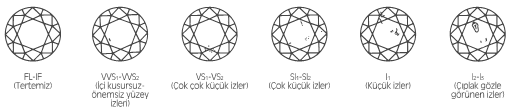 FL-IF
(Tertemiz)
VVS₁-VVS₂
(İçi kusursuz-
önemsiz yüzey
izleri)
VS₁-VS₂
(Çok çok küçük izler)
SI₁-SI₂
(Çok küçük izler)
I₁
(Küçük izler)
I₂-I₃
(Çıplak gözle
görünen izler)